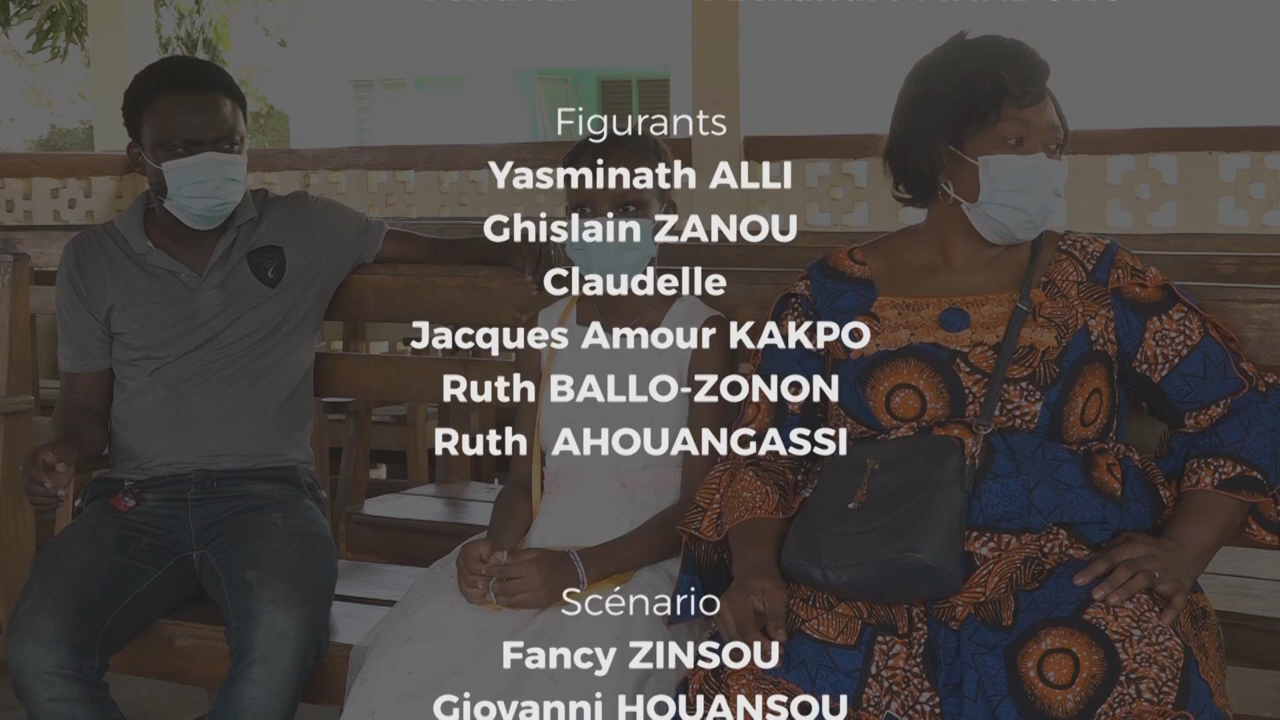 Figurants
Yasminath ALLI
Ghislain ZANOU
Claudelle
Jacques Amour KAKPO
Ruth BALLO-ZONON
Ruth AHOUANGASSI
Scénario
Fancy ZINSOU
Giovanni HOUANSOU